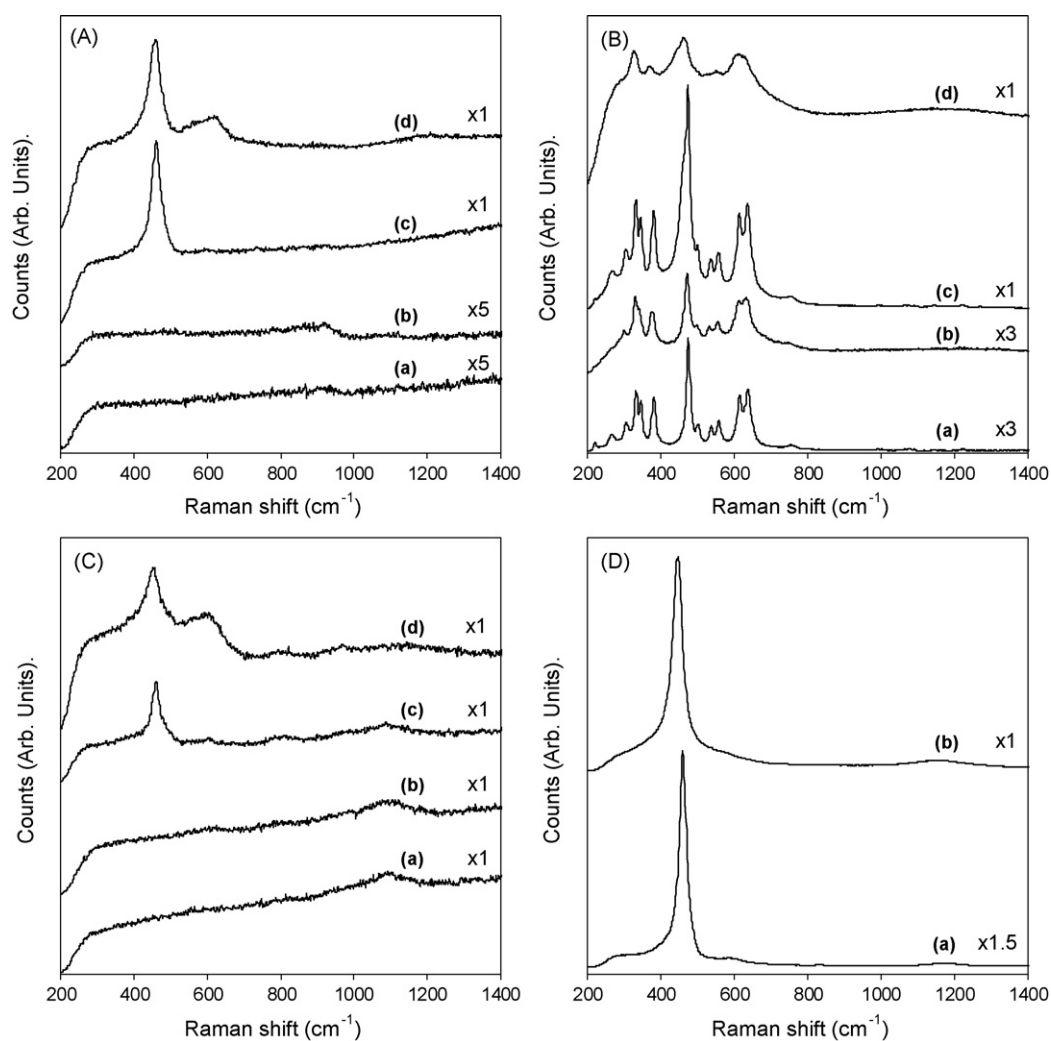 (A)
Counts (Arb. Units).
(d) x1
(c) x1
(b) x5
(a) x5
200 400 600 800 1000 1200 1400
Raman shift (cm⁻¹)
(B)
Counts (Arb. Units).
(d) x1
(c) x1
(b) x3
(a) x3
200 400 600 800 1000 1200 1400
Raman shift (cm⁻¹)
(C)
Counts (Arb. Units).
(d) x1
(c) x1
(b) x1
(a) x1
200 400 600 800 1000 1200 1400
Raman shift (cm⁻¹)
(D)
Counts (Arb. Units).
(b) x1
(a) x1.5
200 400 600 800 1000 1200 1400
Raman shift (cm⁻¹)